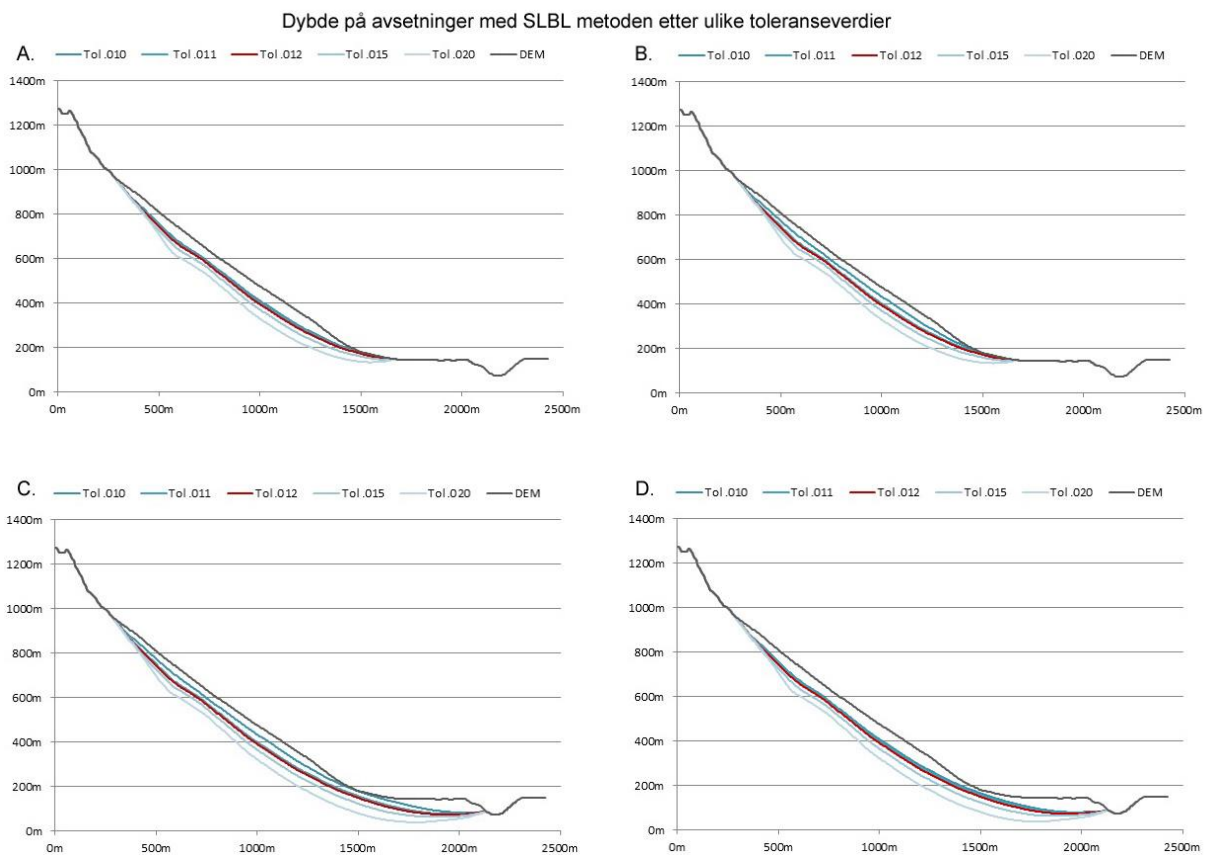 Dybde på avsetninger med SLBL metoden etter ulike toleranseverdier
A. Tol .010 Tol .011 Tol .012 Tol .015 Tol .020 DEM
1400m
1200m
1000m
800m
600m
400m
200m
0m
0m 500m 1000m 1500m 2000m 2500m
B. Tol .010 Tol .011 Tol .012 Tol .015 Tol .020 DEM
1400m
1200m
1000m
800m
600m
400m
200m
0m
0m 500m 1000m 1500m 2000m 2500m
C. Tol .010 Tol .011 Tol .012 Tol .015 Tol .020 DEM
1400m
1200m
1000m
800m
600m
400m
200m
0m
0m 500m 1000m 1500m 2000m 2500m
D. Tol .010 Tol .011 Tol .012 Tol .015 Tol .020 DEM
1400m
1200m
1000m
800m
600m
400m
200m
0m
0m 500m 1000m 1500m 2000m 2500m